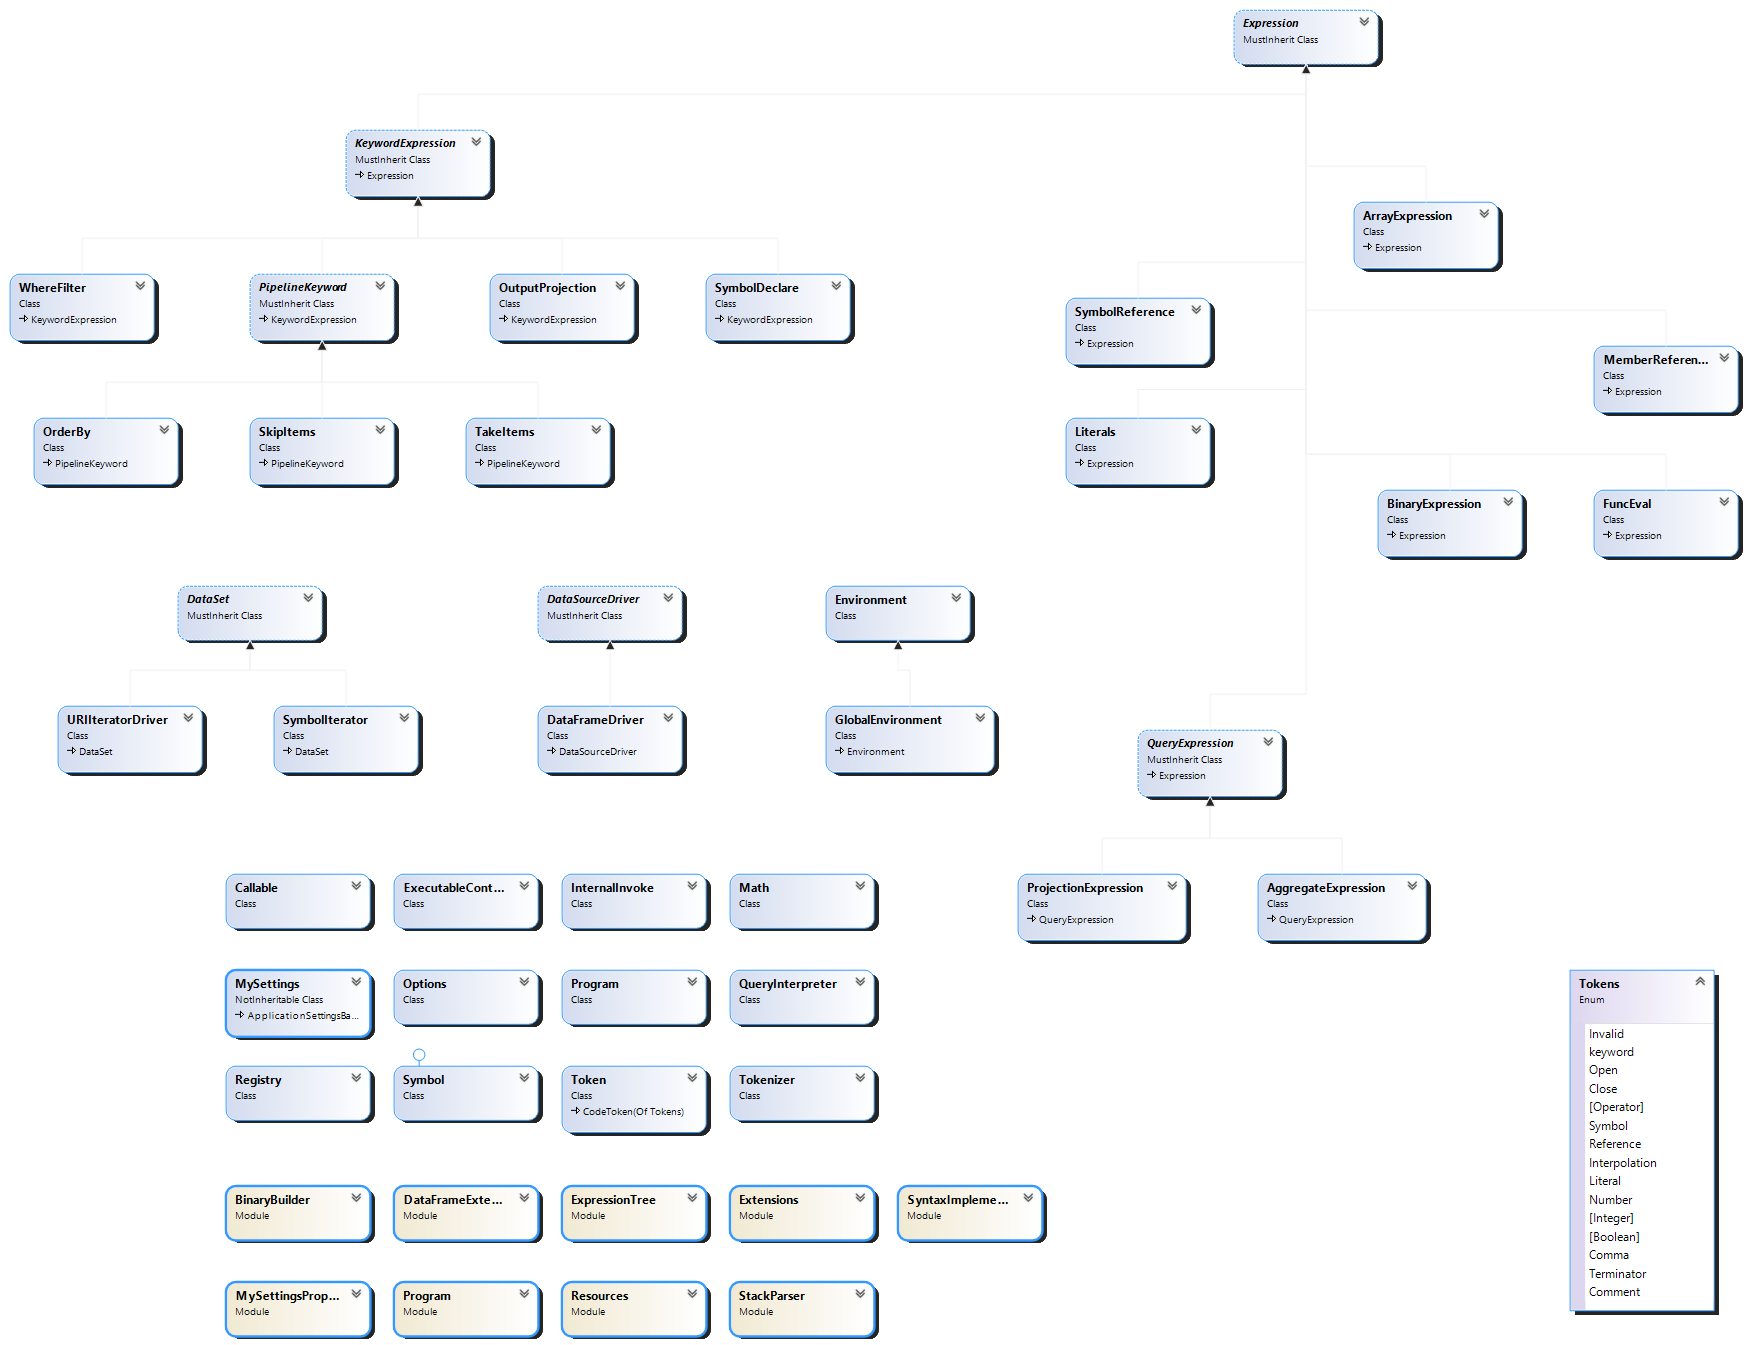 Expression
MustInherit Class
KeywordExpression
MustInherit Class
Expression
ArrayExpression
Class
Expression
WhereFilter
Class
KeywordExpression
PipelineKeyword
MustInherit Class
KeywordExpression
OutputProjection
Class
KeywordExpression
SymbolDeclare
Class
KeywordExpression
SymbolReference
Class
Expression
MemberReferen...
Class
Expression
OrderBy
Class
PipelineKeyword
SkipItems
Class
PipelineKeyword
TakeItems
Class
PipelineKeyword
Literals
Class
Expression
BinaryExpression
Class
Expression
FuncEval
Class
Expression
DataSet
MustInherit Class
DataSourceDriver
MustInherit Class
Environment
Class
URIIteratorDriver
Class
DataSet
SymbolIterator
Class
DataSet
DataFrameDriver
Class
DataSourceDriver
GlobalEnvironment
Class
Environment
QueryExpression
MustInherit Class
Expression
Callable
Class
ExecutableCont...
Class
InternalInvoke
Class
Math
Class
ProjectionExpression
Class
QueryExpression
AggregateExpression
Class
QueryExpression
MySettings
NotInheritable Class
ApplicationSettingsBa...
Options
Class
Program
Class
QueryInterpreter
Class
Registry
Class
Symbol
Class
Token
Class
CodeToken(Of Tokens)
Tokenizer
Class
Tokens
Enum
Invalid
keyword
Open
Close
[Operator]
Symbol
Reference
Interpolation
Literal
Number
[Integer]
[Boolean]
Comma
Terminator
Comment
BinaryBuilder
Module
DataFrameExte...
Module
ExpressionTree
Module
Extensions
Module
SyntaxImpleme...
Module
MySettingsProp...
Module
Program
Module
Resources
Module
StackParser
Module